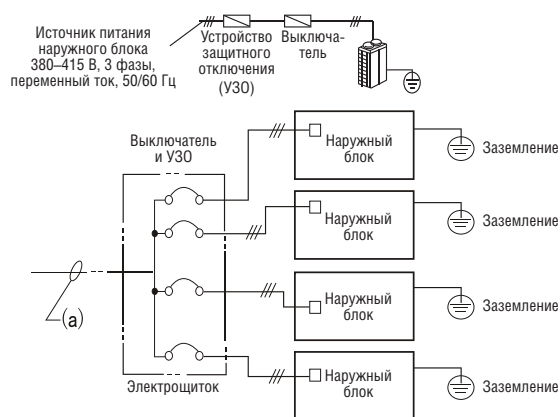 Источник питания
наружного блока
380–415 В, 3 фазы,
переменный ток, 50/60 Гц
Устройство
защитного
отключения
(УЗО)
Выключа-
тель
Выключатель
и УЗО
Наружный
блок
Заземление
Наружный
блок
Заземление
(a)
Наружный
блок
Заземление
Наружный
блок
Заземление
Электрощиток